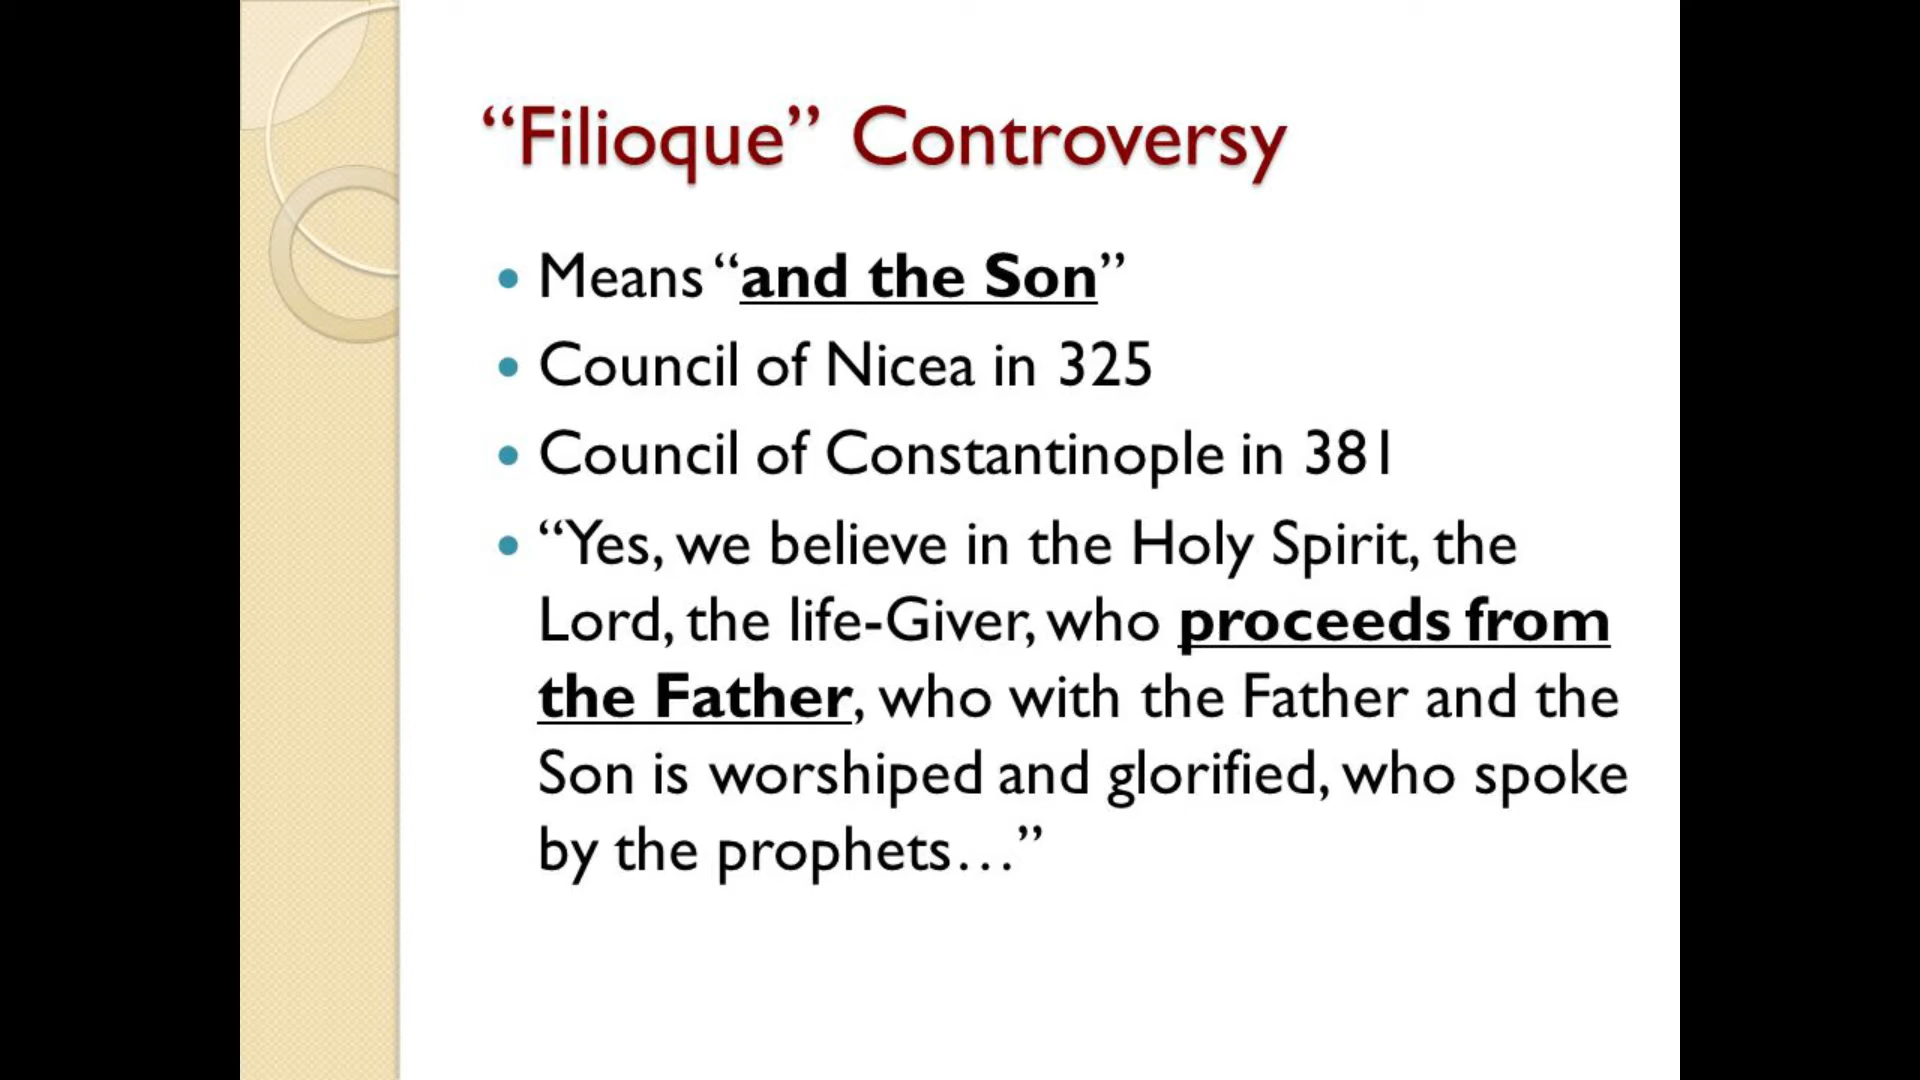 “Filioque” Controversy
• Means “and the Son”
• Council of Nicea in 325
• Council of Constantinople in 381
• “Yes, we believe in the Holy Spirit, the
Lord, the life-Giver, who proceeds from
the Father, who with the Father and the
Son is worshiped and glorified, who spoke
by the prophets…”